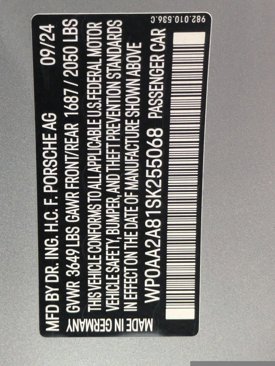 MFD BY DR. ING. H.C. F. PORSCHE AG 09/24
GVWR 3649 LBS GAWR FRONT/REAR 1687 // 2050 LBS
THIS VEHICLE CONFORMS TO ALL APPLICABLE U.S. FEDERAL MOTOR
VEHICLE SAFETY, BUMPER, AND THEFT PREVENTION STANDARDS
IN EFFECT ON THE DATE OF MANUFACTURE SHOWN ABOVE
WP0AA2A81SK255068 PASSENGER CAR
MADE IN GERMANY
982.010.536.C